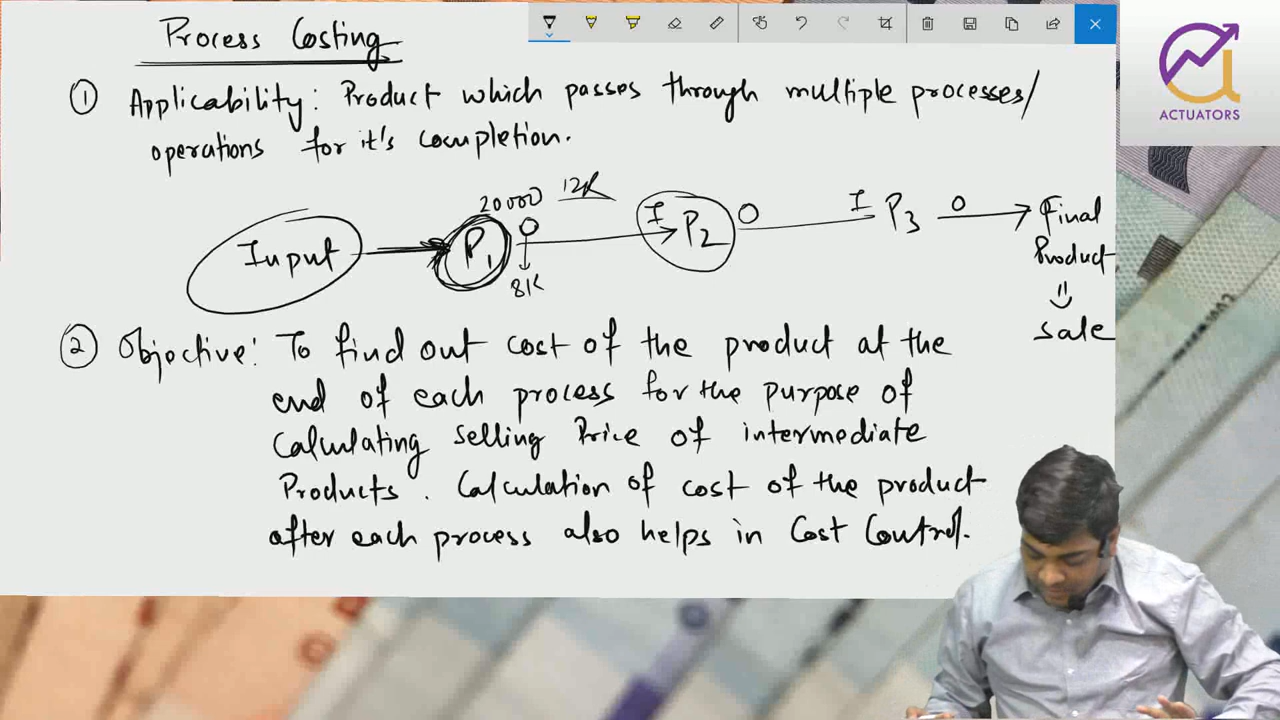 Process Costing
① Applicability: Product which passes through multiple processes/
operations for it's completion.
20000 12K
Input P1 O I P2 O I P3 O Final
Product
8K
Sale
② Objective: To find out cost of the product at the
end of each process for the purpose of
Calculating Selling Price of intermediate
Products. Calculation of cost of the product
after each process also helps in Cost Control.
ACTUATORS